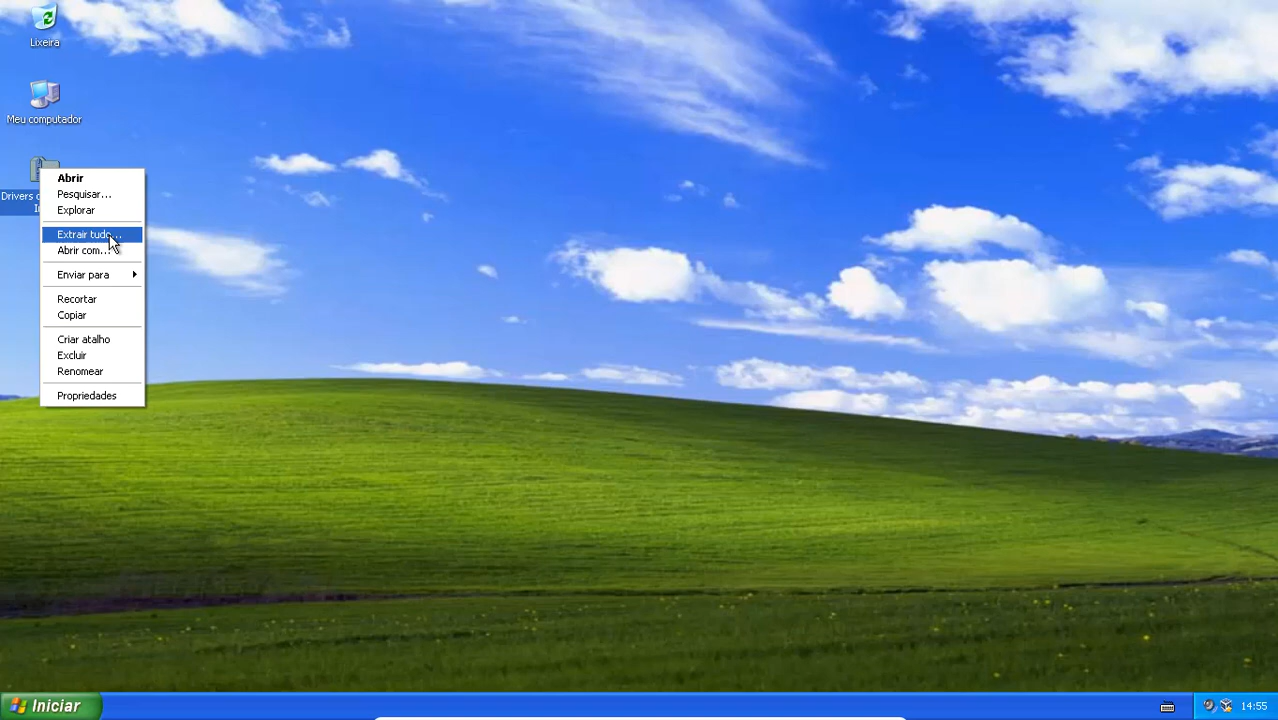 Lixeira
Meu computador
Drivers
Abrir
Pesquisar...
Explorar
Extrair tudo...
Abrir com...
Enviar para
Recortar
Copiar
Criar atalho
Excluir
Renomear
Propriedades
Iniciar
14:55